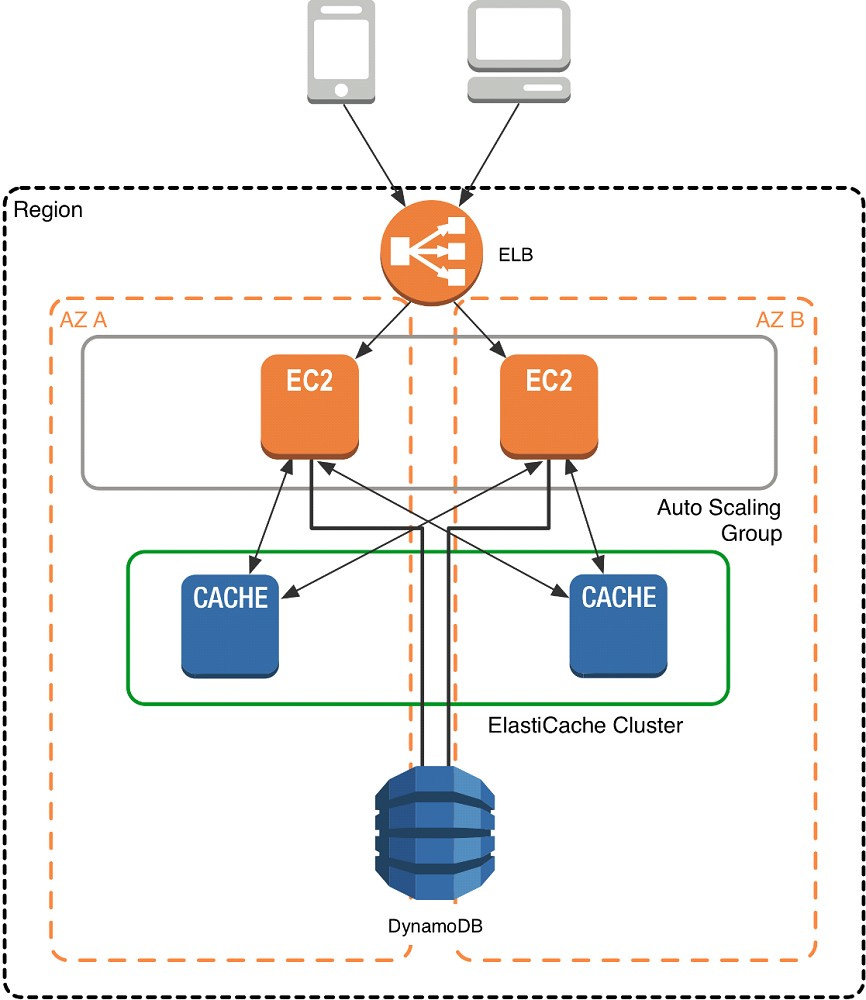 Region
ELB
AZ A
AZ B
EC2
EC2
Auto Scaling
Group
CACHE
CACHE
ElastiCache Cluster
DynamoDB